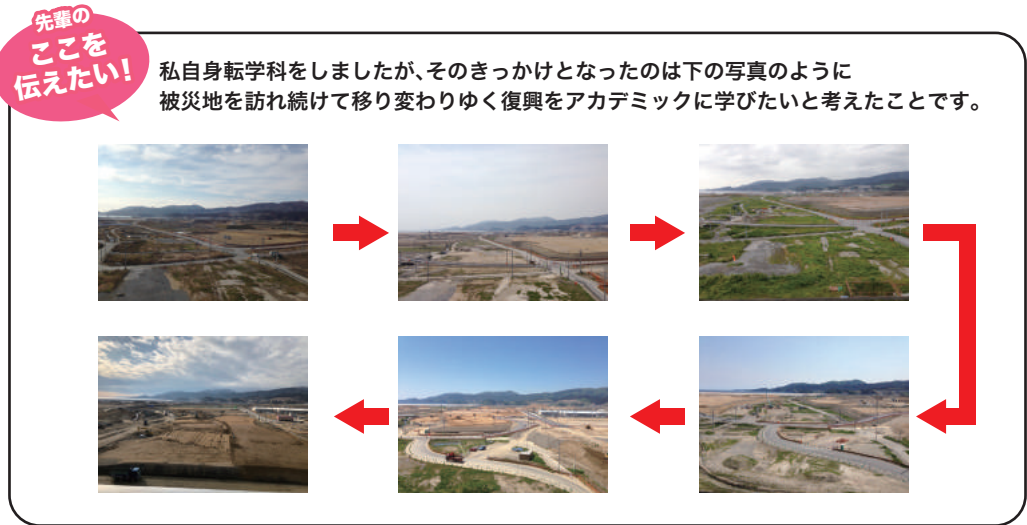 先輩の
ここを
伝えたい!
私自身転学科をしましたが、そのきっかけとなったのは下の写真のように
被災地を訪れ続けて移り変わりゆく復興をアカデミックに学びたいと考えたことです。